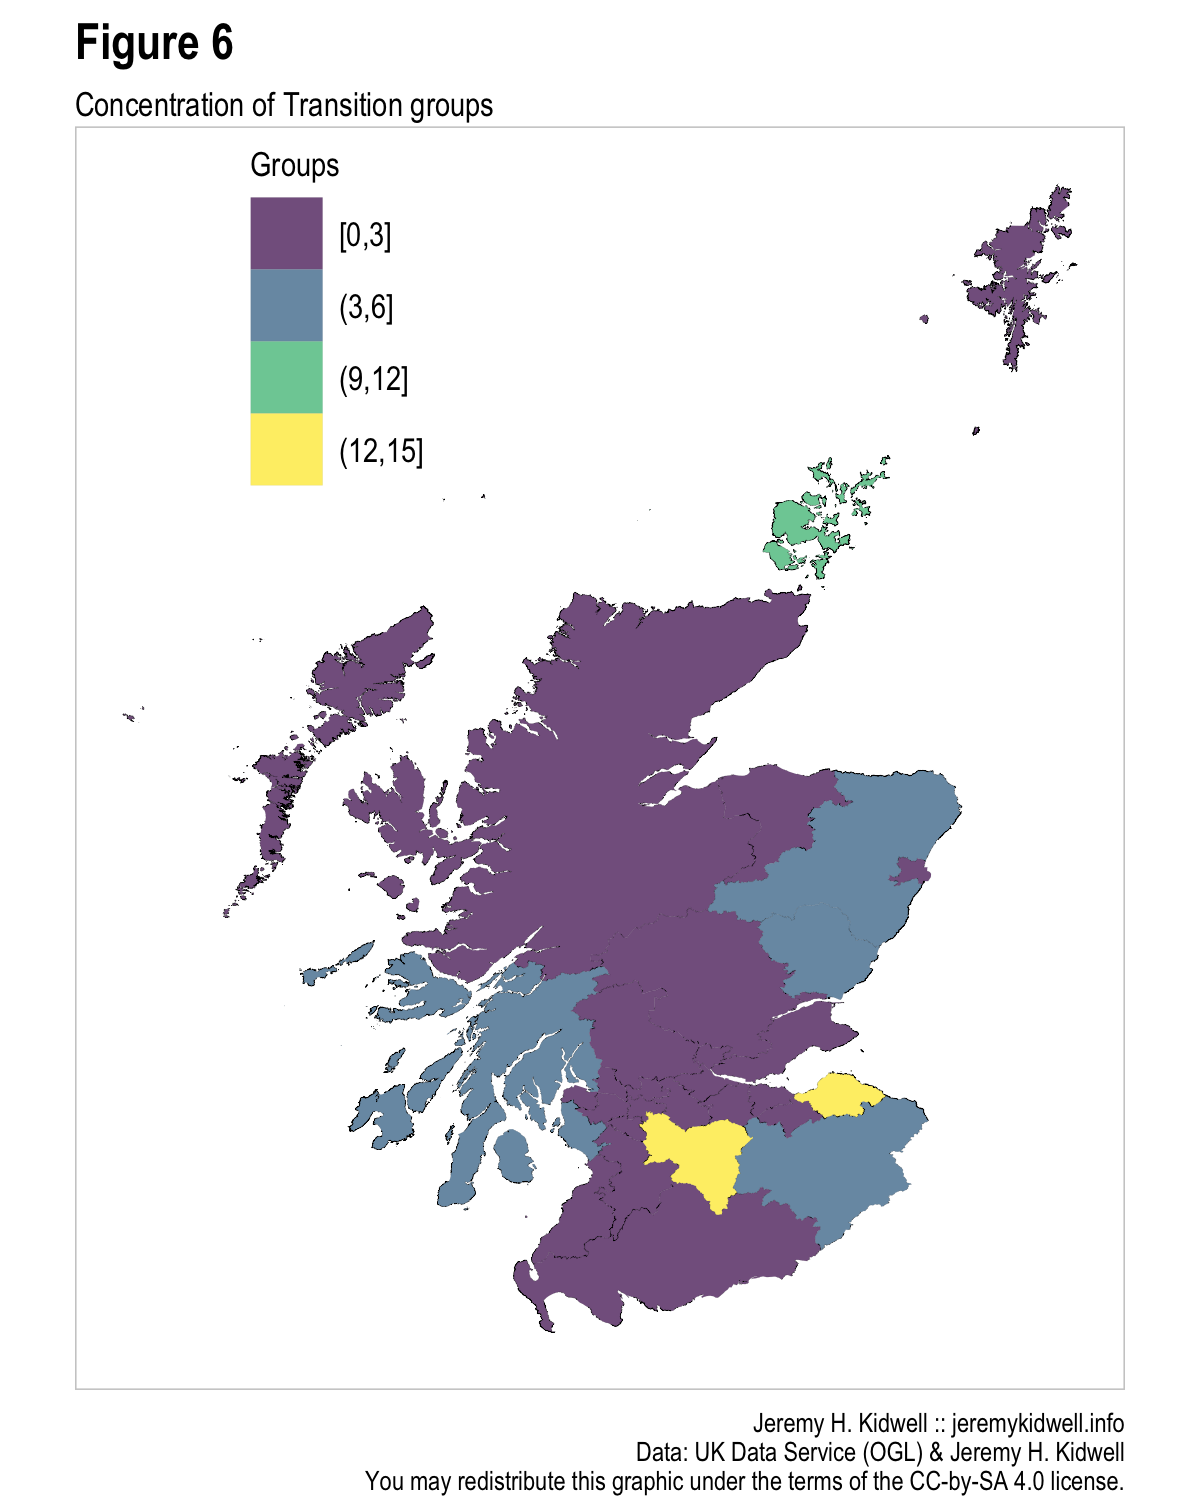 Figure 6
Concentration of Transition groups
Groups
[0,3]
(3,6]
(9,12]
(12,15]
Jeremy H. Kidwell :: jeremykidwell.info
Data: UK Data Service (OGL) & Jeremy H. Kidwell
You may redistribute this graphic under the terms of the CC-by-SA 4.0 license.